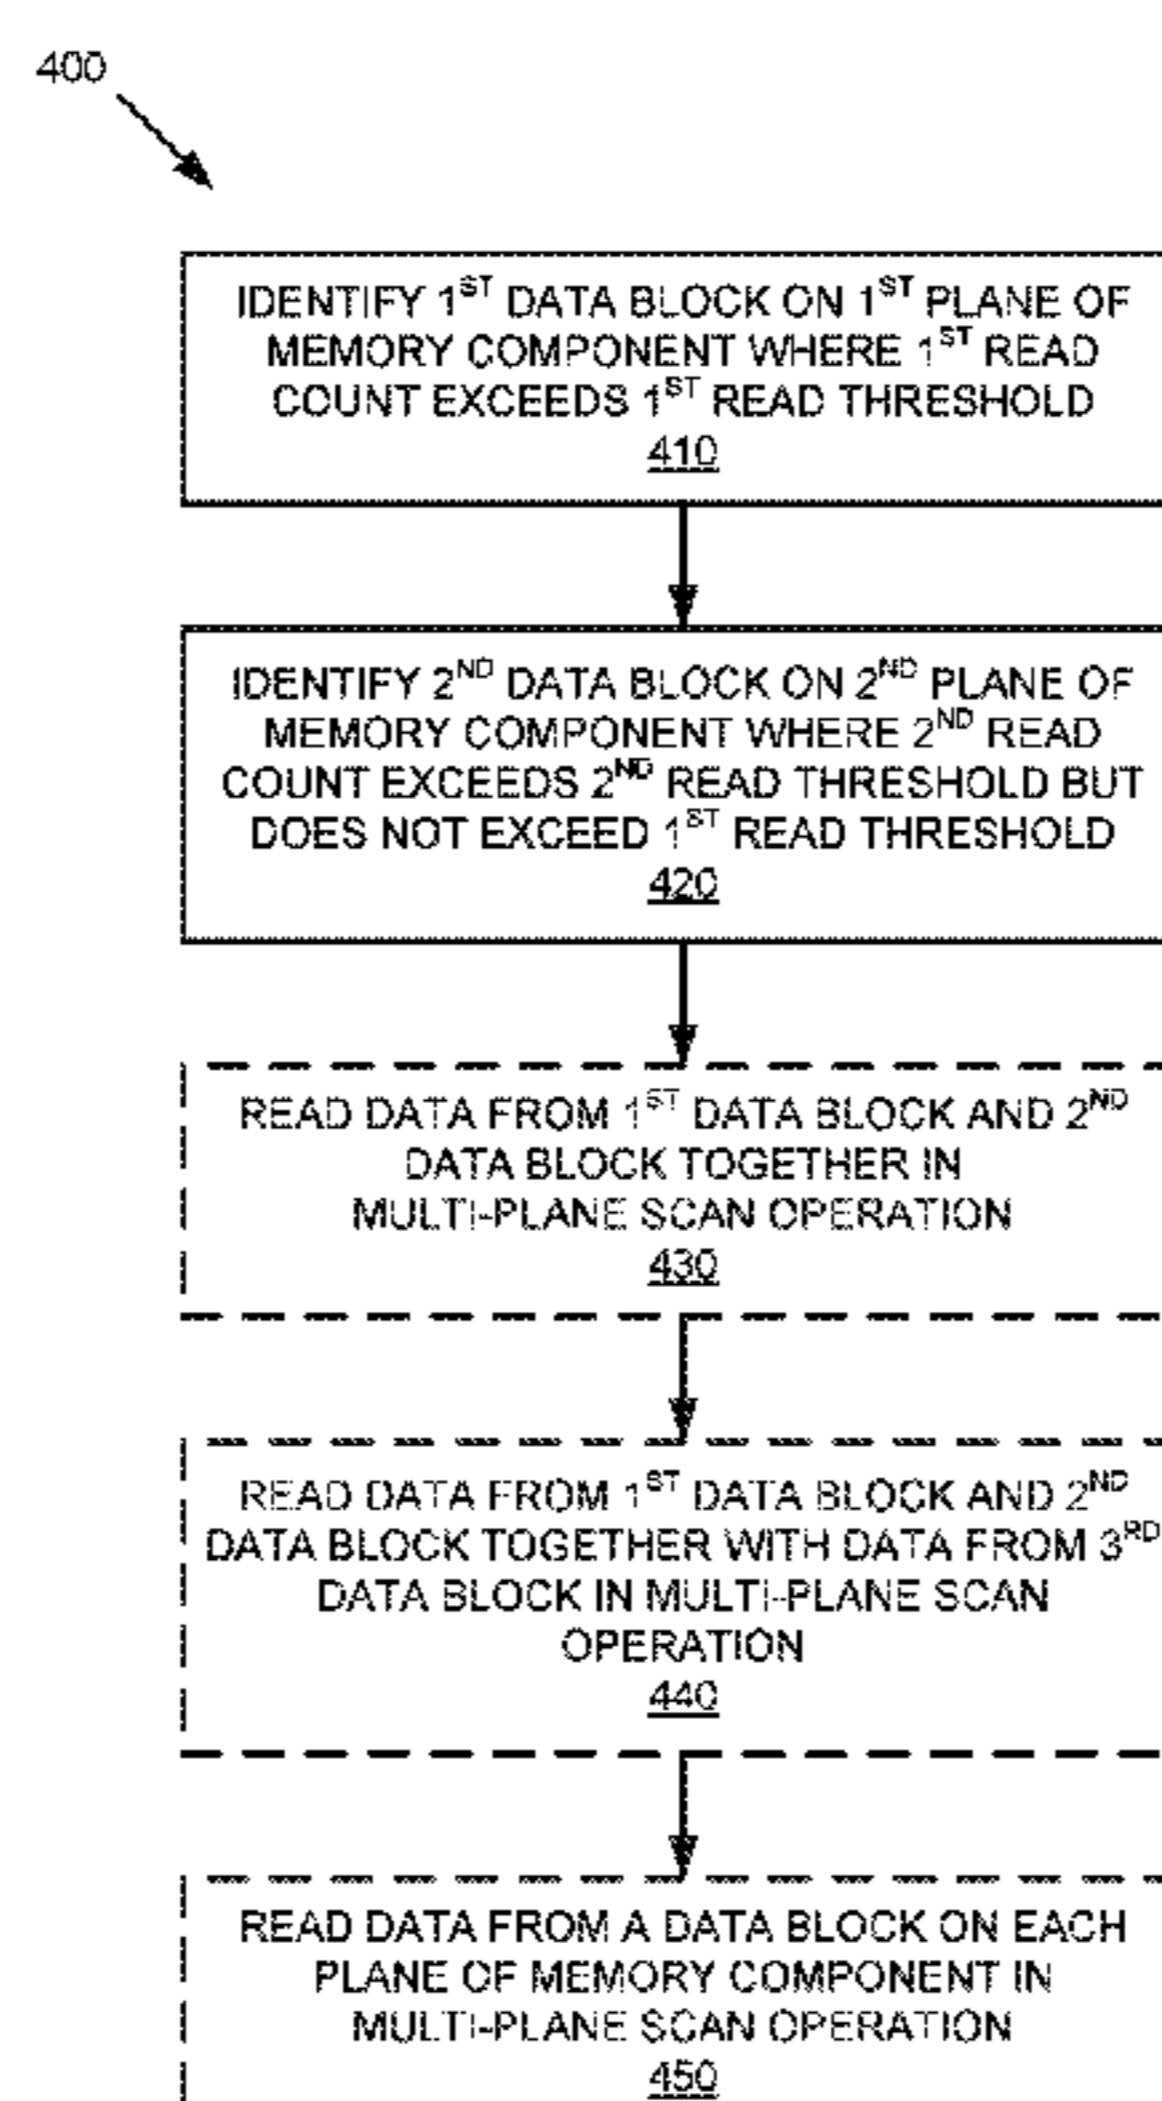 400
IDENTIFY 1ST DATA BLOCK ON 1ST PLANE OF
MEMORY COMPONENT WHERE 1ST READ
COUNT EXCEEDS 1ST READ THRESHOLD
410
IDENTIFY 2ND DATA BLOCK ON 2ND PLANE OF
MEMORY COMPONENT WHERE 2ND READ
COUNT EXCEEDS 2ND READ THRESHOLD BUT
DOES NOT EXCEED 1ST READ THRESHOLD
420
READ DATA FROM 1ST DATA BLOCK AND 2ND
DATA BLOCK TOGETHER IN
MULTI-PLANE SCAN OPERATION
430
READ DATA FROM 1ST DATA BLOCK AND 2ND
DATA BLOCK TOGETHER WITH DATA FROM 3RD
DATA BLOCK IN MULTI-PLANE SCAN
OPERATION
440
READ DATA FROM A DATA BLOCK ON EACH
PLANE OF MEMORY COMPONENT IN
MULTI-PLANE SCAN OPERATION
450